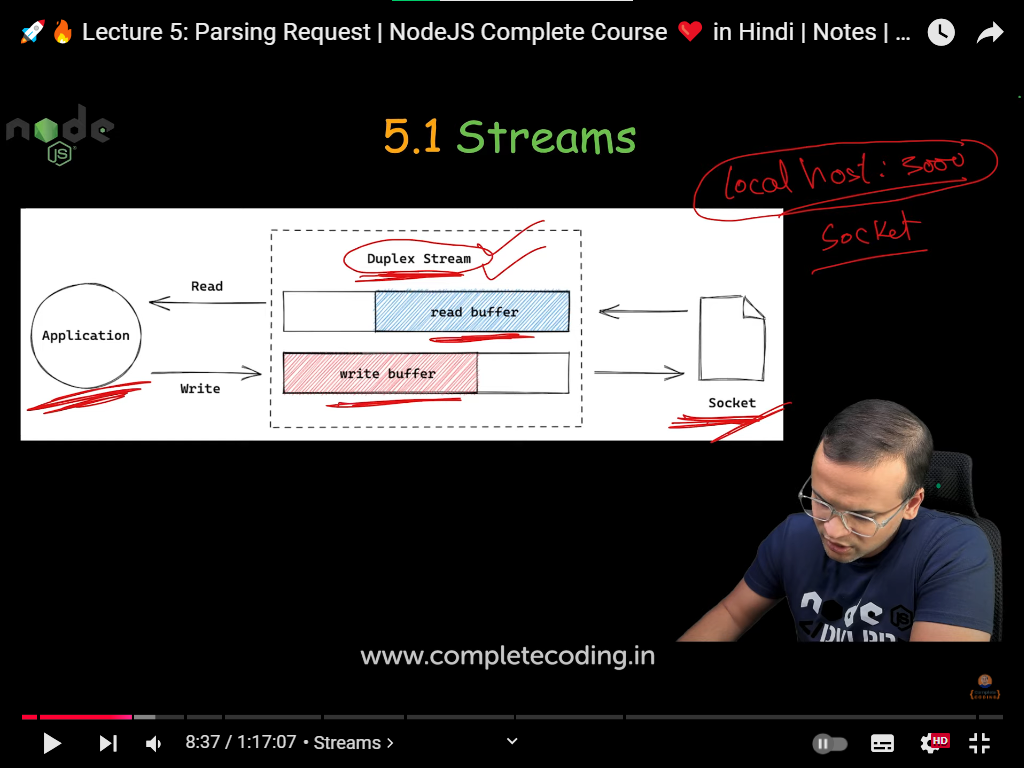 🚀🔥 Lecture 5: Parsing Request | NodeJS Complete Course ❤️ in Hindi | Notes | ...
node
JS
5.1 Streams
local host: 3000
Socket
Duplex Stream
Read
read buffer
Application
write buffer
Write
Socket
node
JS
www.completecoding.in
8:37 / 1:17:07 • Streams >
HD